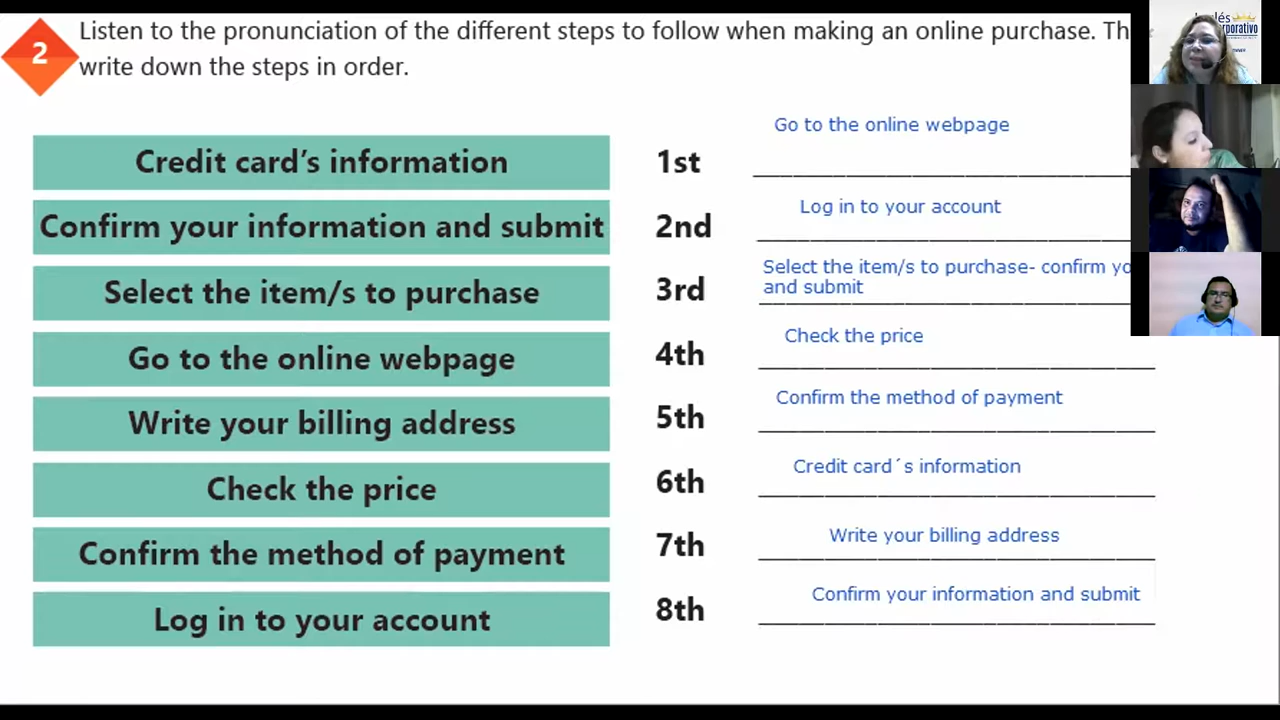 Listen to the pronunciation of the different steps to follow when making an online purchase. Th
2
write down the steps in order.
Credit card's information
Confirm your information and submit
Select the item/s to purchase
Go to the online webpage
Write your billing address
Check the price
Confirm the method of payment
Log in to your account
1st Go to the online webpage
2nd Log in to your account
3rd Select the item/s to purchase- confirm yo
and submit
4th Check the price
5th Confirm the method of payment
6th Credit card´s information
7th Write your billing address
8th Confirm your information and submit